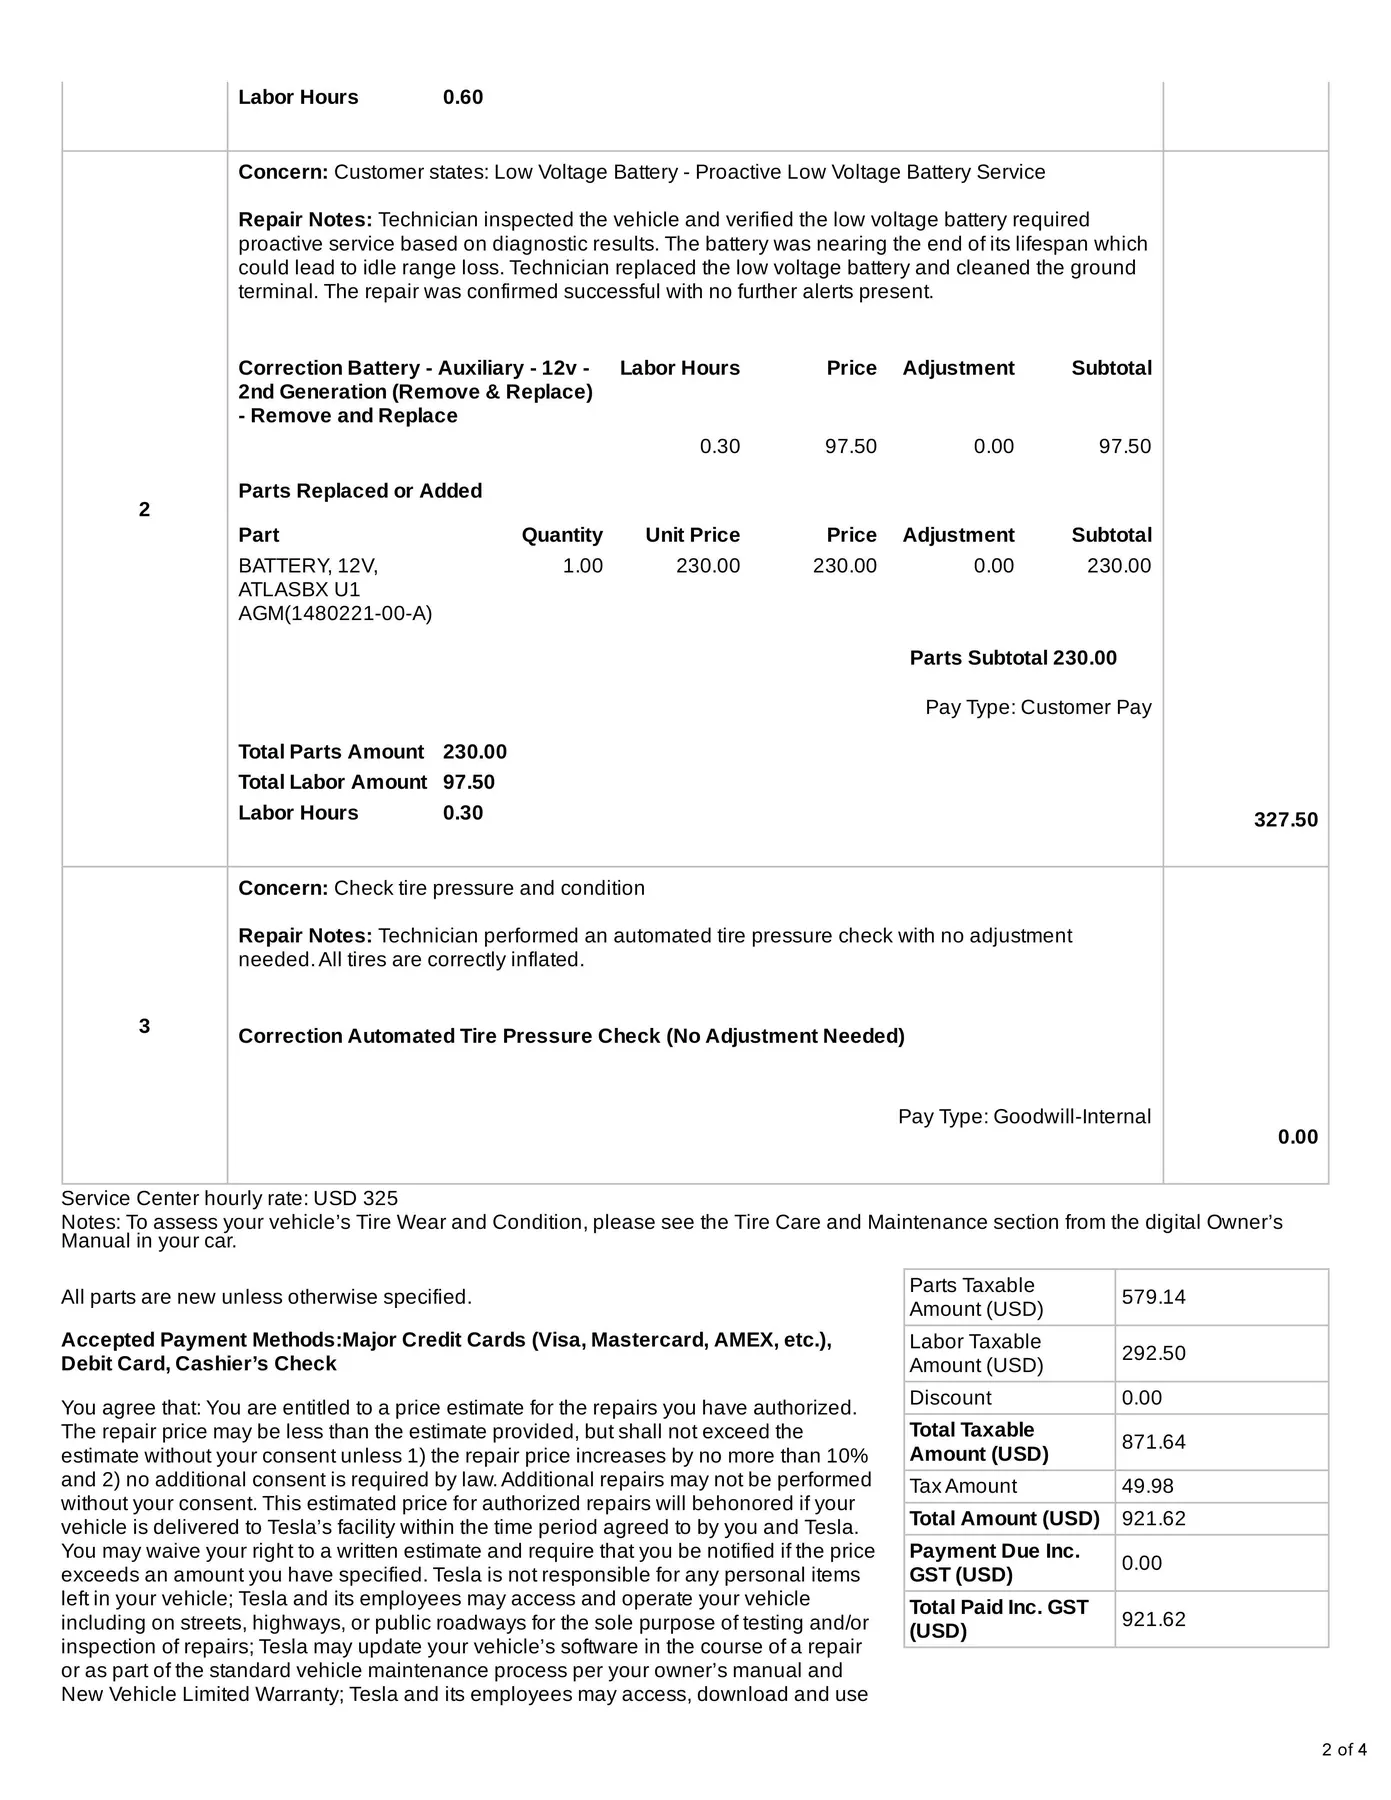 Labor Hours 0.60
Concern: Customer states: Low Voltage Battery - Proactive Low Voltage Battery Service
Repair Notes: Technician inspected the vehicle and verified the low voltage battery required
proactive service based on diagnostic results. The battery was nearing the end of its lifespan which
could lead to idle range loss. Technician replaced the low voltage battery and cleaned the ground
terminal. The repair was confirmed successful with no further alerts present.
Correction Battery - Auxiliary - 12v - Labor Hours Price Adjustment Subtotal
2nd Generation (Remove & Replace)
- Remove and Replace
0.30 97.50 0.00 97.50
Parts Replaced or Added
2
Part Quantity Unit Price Price Adjustment Subtotal
BATTERY, 12V, 1.00 230.00 230.00 0.00 230.00
ATLASBX U1
AGM(1480221-00-A)
Parts Subtotal 230.00
Pay Type: Customer Pay
Total Parts Amount 230.00
Total Labor Amount 97.50
Labor Hours 0.30
327.50
Concern: Check tire pressure and condition
Repair Notes: Technician performed an automated tire pressure check with no adjustment
needed. All tires are correctly inflated.
3
Correction Automated Tire Pressure Check (No Adjustment Needed)
Pay Type: Goodwill-Internal
0.00
Service Center hourly rate: USD 325
Notes: To assess your vehicle's Tire Wear and Condition, please see the Tire Care and Maintenance section from the digital Owner's
Manual in your car.
All parts are new unless otherwise specified.
Accepted Payment Methods:Major Credit Cards (Visa, Mastercard, AMEX, etc.),
Debit Card, Cashier's Check
You agree that: You are entitled to a price estimate for the repairs you have authorized.
The repair price may be less than the estimate provided, but shall not exceed the
estimate without your consent unless 1) the repair price increases by no more than 10%
and 2) no additional consent is required by law. Additional repairs may not be performed
without your consent. This estimated price for authorized repairs will behonored if your
vehicle is delivered to Tesla's facility within the time period agreed to by you and Tesla.
You may waive your right to a written estimate and require that you be notified if the price
exceeds an amount you have specified. Tesla is not responsible for any personal items
left in your vehicle; Tesla and its employees may access and operate your vehicle
including on streets, highways, or public roadways for the sole purpose of testing and/or
inspection of repairs; Tesla may update your vehicle's software in the course of a repair
or as part of the standard vehicle maintenance process per your owner's manual and
New Vehicle Limited Warranty; Tesla and its employees may access, download and use
Parts Taxable
Amount (USD) 579.14
Labor Taxable
Amount (USD) 292.50
Discount 0.00
Total Taxable
Amount (USD) 871.64
Tax Amount 49.98
Total Amount (USD) 921.62
Payment Due Inc.
GST (USD) 0.00
Total Paid Inc. GST
(USD) 921.62
2 of 4